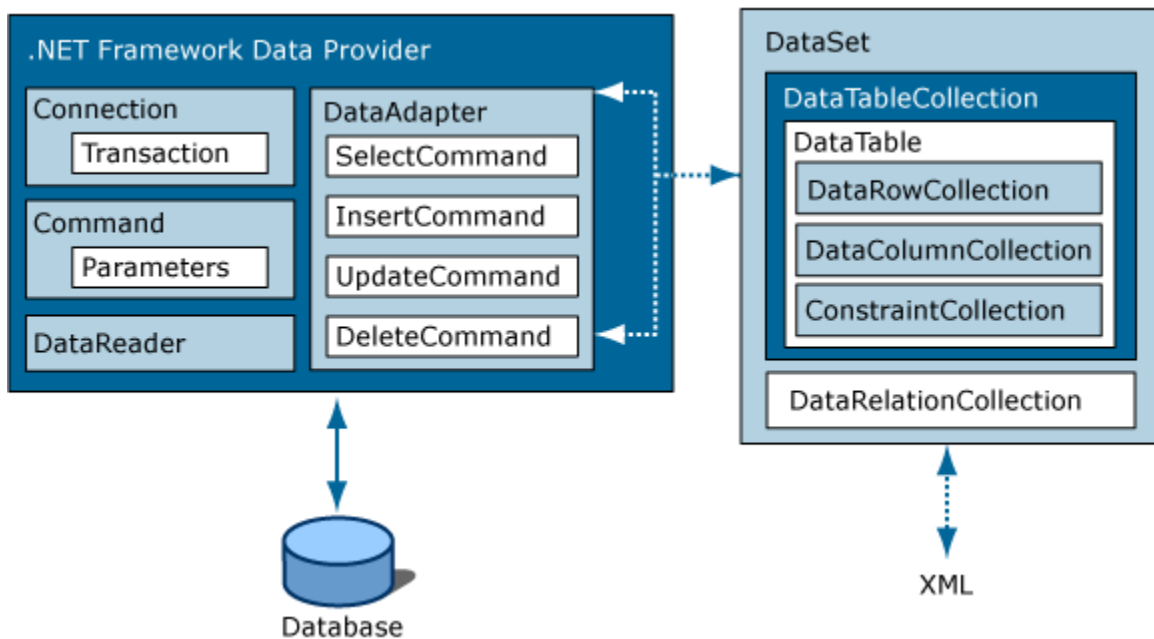 .NET Framework Data Provider
Connection
Transaction
Command
Parameters
DataReader
DataAdapter
SelectCommand
InsertCommand
UpdateCommand
DeleteCommand
Database
DataSet
DataTableCollection
DataTable
DataRowCollection
DataColumnCollection
ConstraintCollection
DataRelationCollection
XML